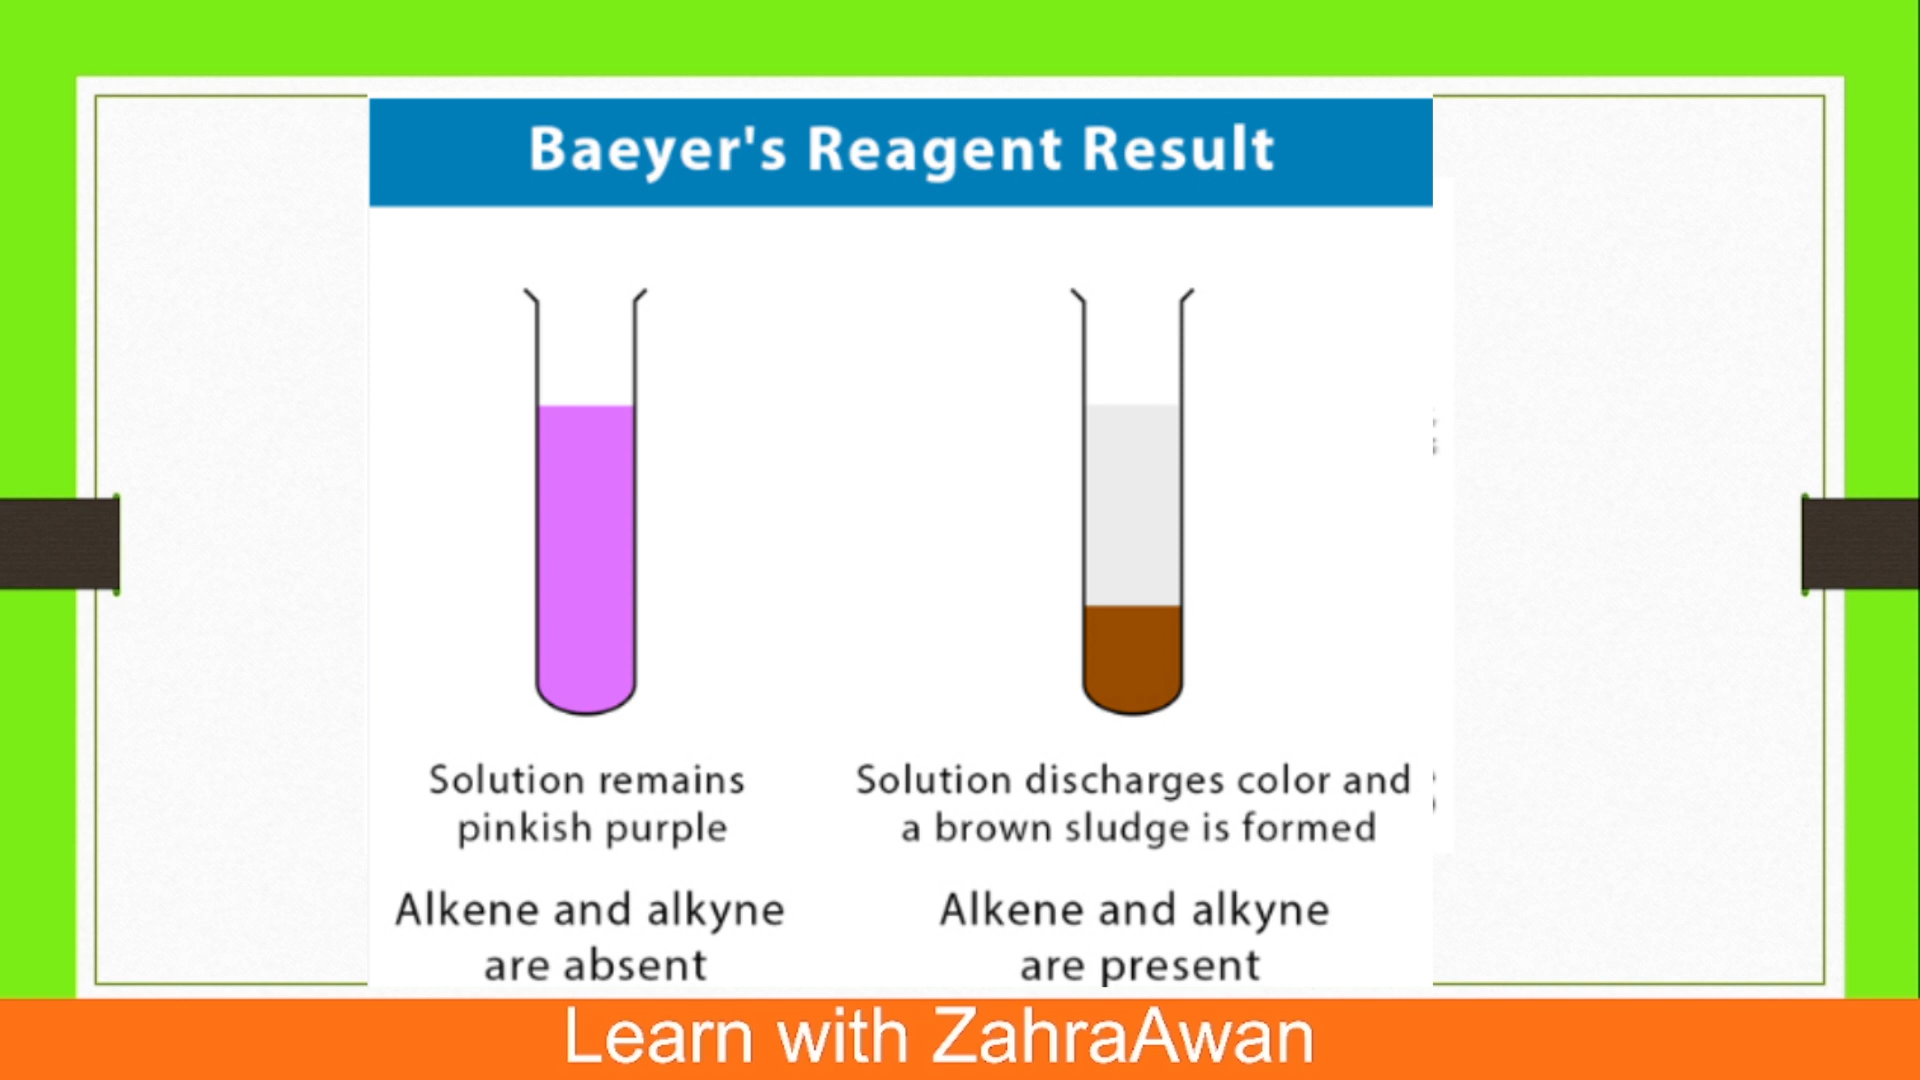 Baeyer's Reagent Result
Solution remains
pinkish purple
Solution discharges color and
a brown sludge is formed
Alkene and alkyne
are absent
Alkene and alkyne
are present
Learn with ZahraAwan